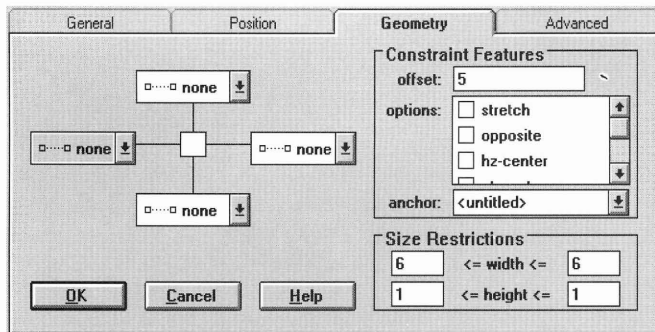 General Position Geometry Advanced
none
none none
none
Constraint Features
offset: 5
options: stretch
opposite
hz-center
anchor: <untitled>
Size Restrictions
6 <= width <= 6
1 <= height <= 1
OK Cancel Help